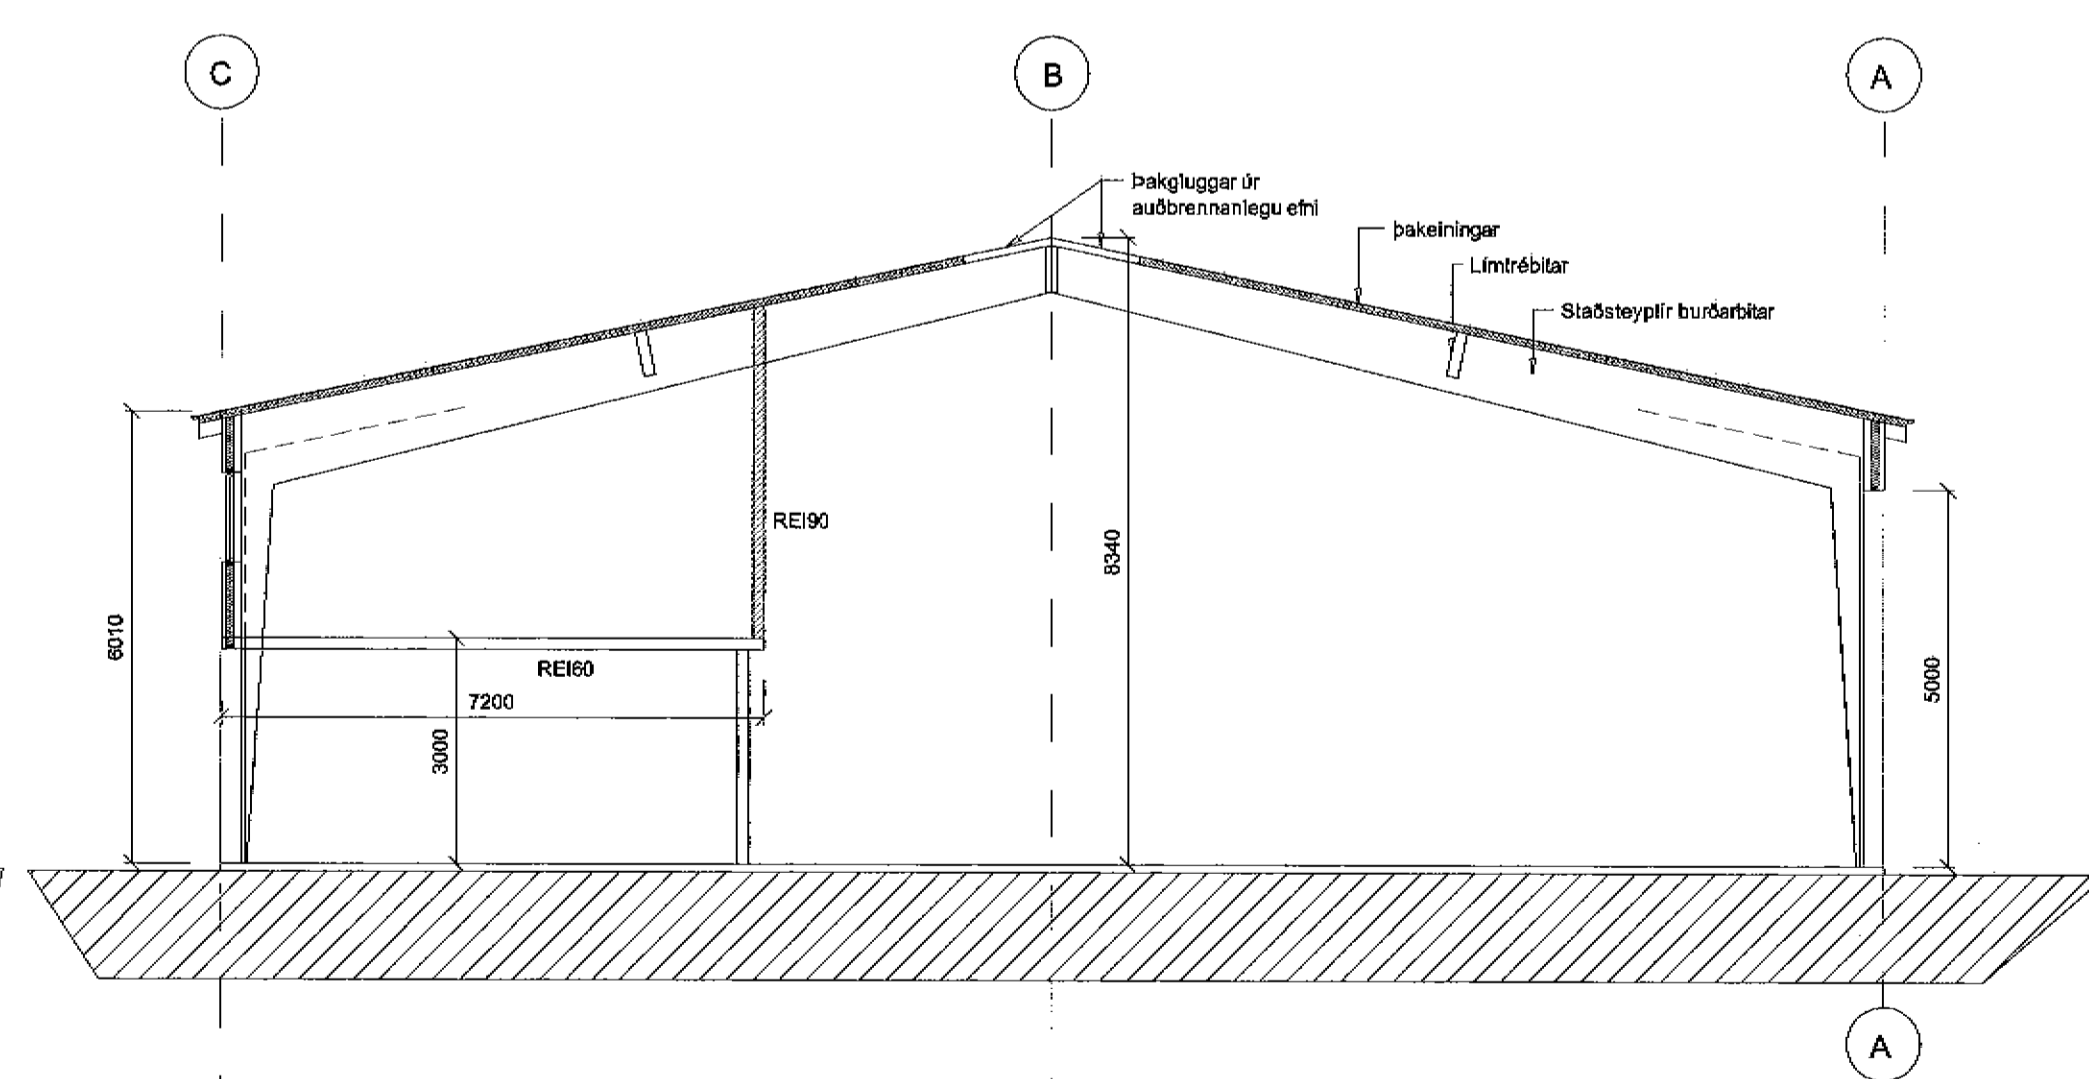 C
B
A
Þakgluggar úr
auðbrennanlegu efni
þakeiningar
Límtrébitar
Staðsteyptir burðarbitar
REI90
8340
6010
REI60
7200
3000
5000
A